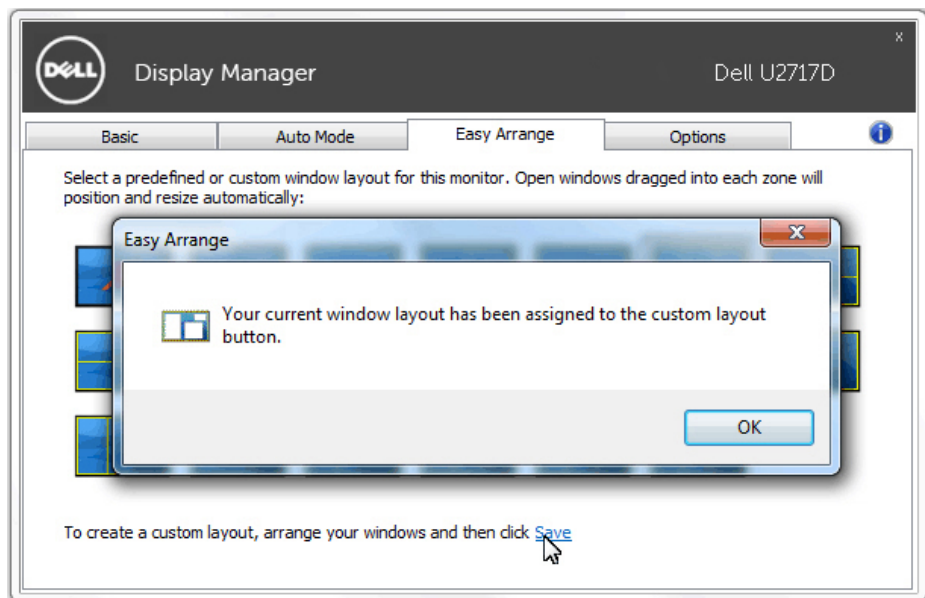 x
DELL
Display Manager
Dell U2717D
Basic
Auto Mode
Easy Arrange
Options
i
Select a predefined or custom window layout for this monitor. Open windows dragged into each zone will
position and resize automatically:
Easy Arrange
x
Your current window layout has been assigned to the custom layout
button.
OK
To create a custom layout, arrange your windows and then click Save